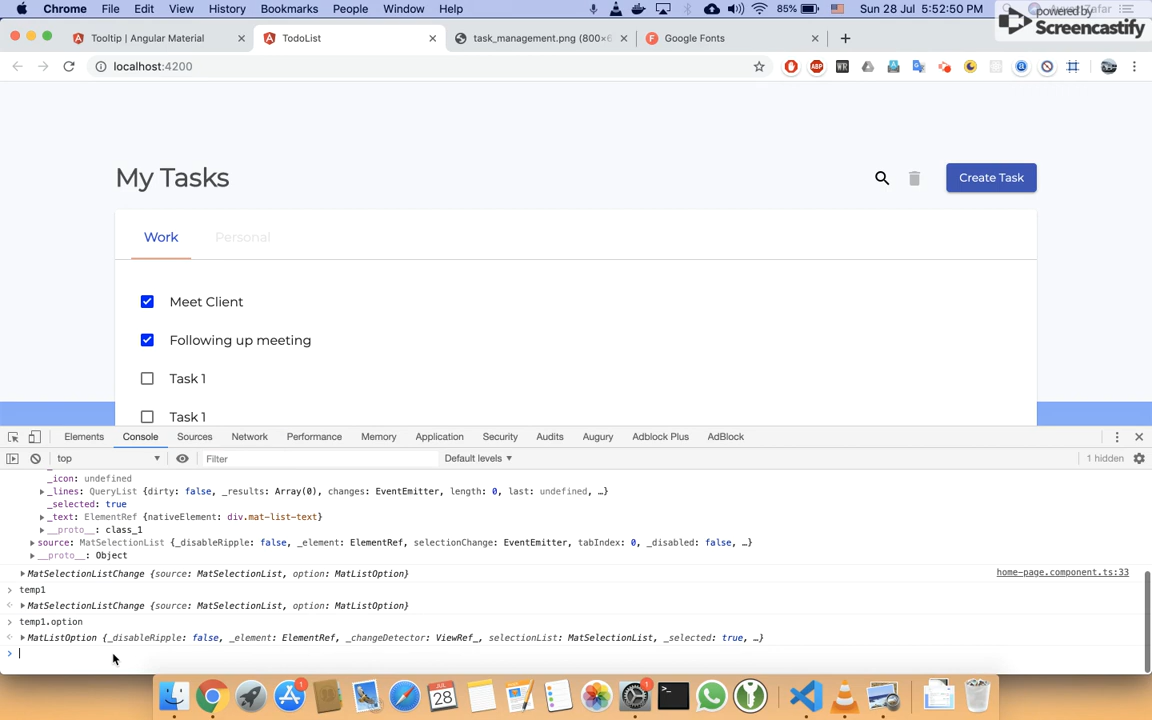 Chrome File Edit View History Bookmarks People Window Help 85% Sun 28 Jul 5:52:50 PM
powered by
Screencastify
Tooltip | Angular Material
TodoList
task_management.png (800×6
Google Fonts
localhost:4200
ABP
WR
My Tasks
Create Task
Work
Personal
Meet Client
Following up meeting
Task 1
Task 1
Elements Console Sources Network Performance Memory Application Security Audits Augury Adblock Plus AdBlock
top
Filter
Default levels
1 hidden
_icon: undefined
_lines: QueryList {dirty: false, _results: Array(0), changes: EventEmitter, length: 0, last: undefined, …}
_selected: true
_text: ElementRef {nativeElement: div.mat-list-text}
__proto__: class_1
source: MatSelectionList {_disableRipple: false, _element: ElementRef, selectionChange: EventEmitter, tabIndex: 0, _disabled: false, …}
__proto__: Object
MatSelectionListChange {source: MatSelectionList, option: MatListOption}
home-page.component.ts:33
temp1
MatSelectionListChange {source: MatSelectionList, option: MatListOption}
temp1.option
MatListOption {_disableRipple: false, _element: ElementRef, _changeDetector: ViewRef_, selectionList: MatSelectionList, _selected: true, …}
JUL
28
1
1